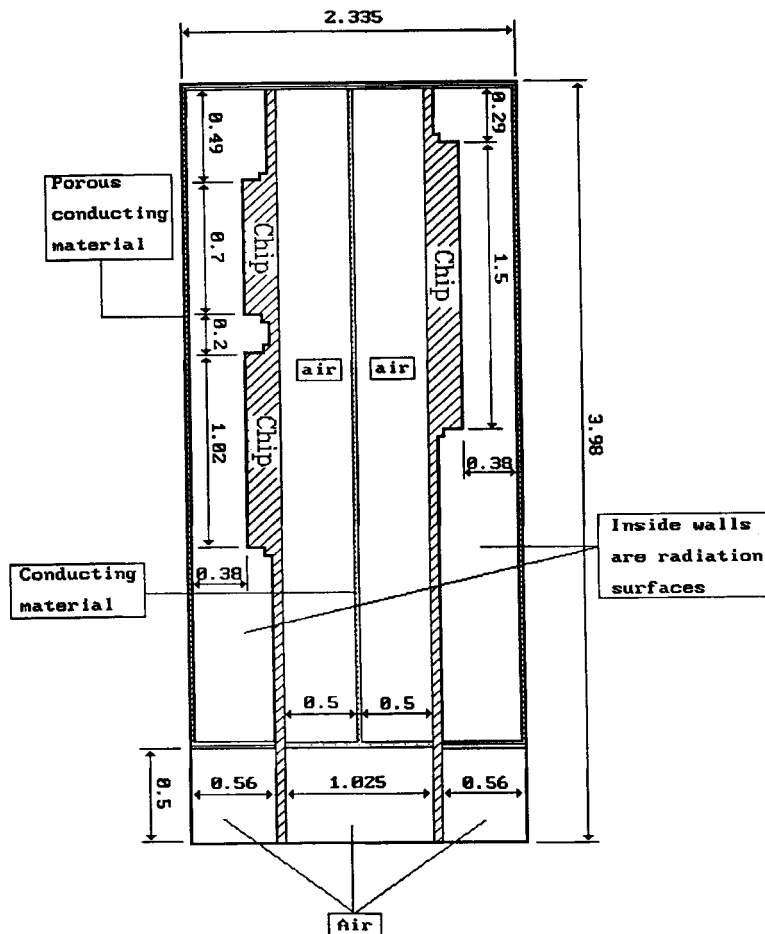 2.335
0.49
0.29
Porous
conducting
material
0.7
Chip
Chip
1.5
0.2
air
air
1.02
Chip
3.98
0.38
Inside walls
are radiation
surfaces
Conducting
material
0.38
0.5
0.5
0.5
0.56
1.025
0.56
Air